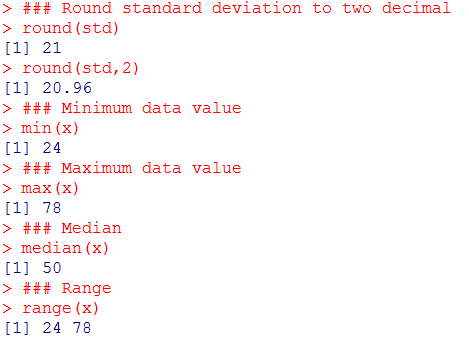 > ### Round standard deviation to two decimal
> round(std)
[1] 21
> round(std,2)
[1] 20.96
> ### Minimum data value
> min(x)
[1] 24
> ### Maximum data value
> max(x)
[1] 78
> ### Median
> median(x)
[1] 50
> ### Range
> range(x)
[1] 24 78